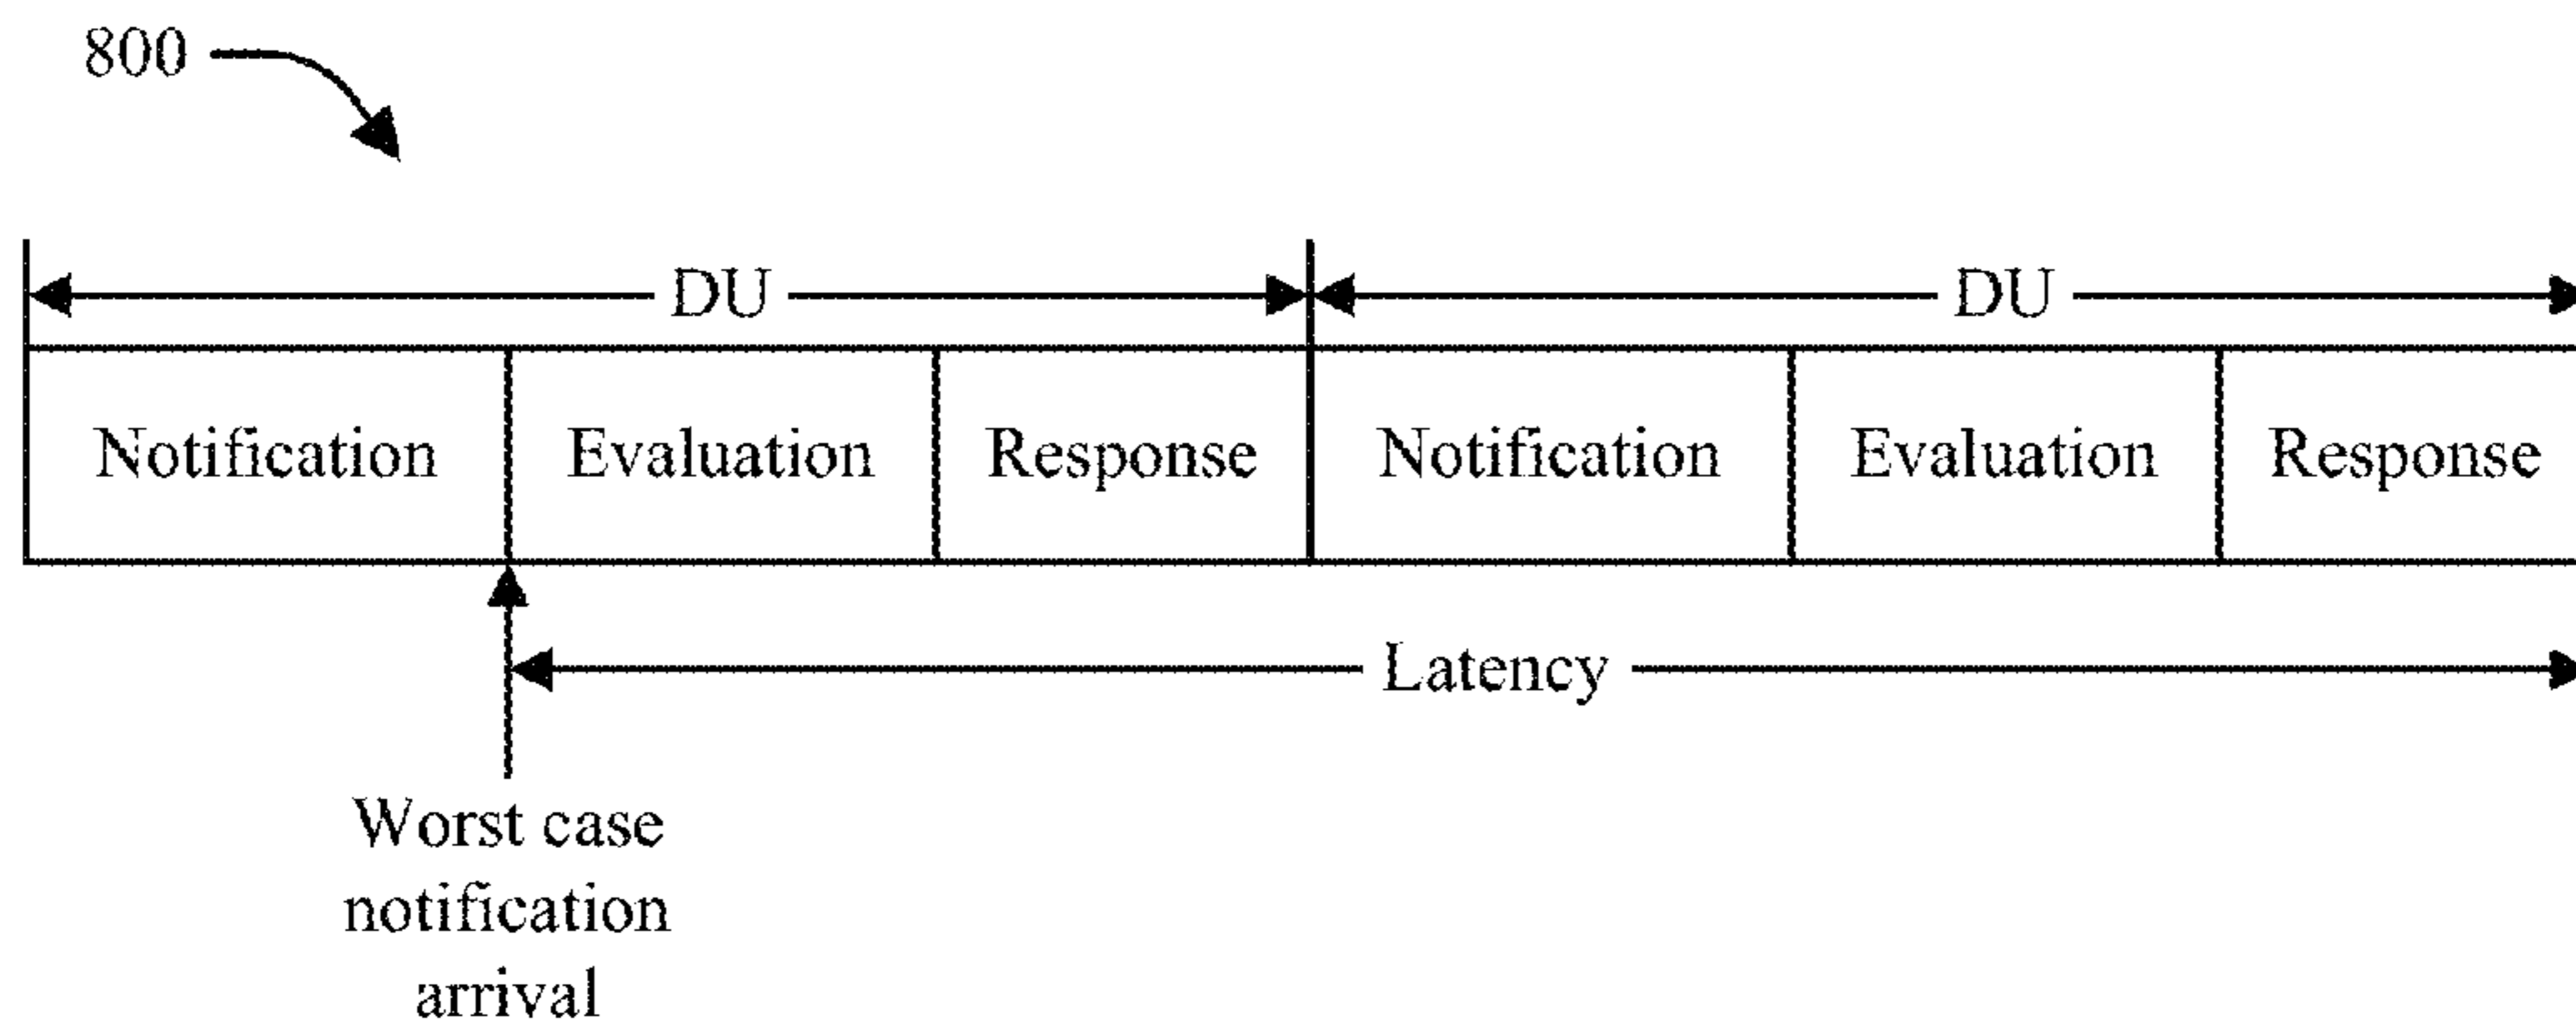 800
DU DU
Notification Evaluation Response Notification Evaluation Response
Latency
Worst case
notification
arrival